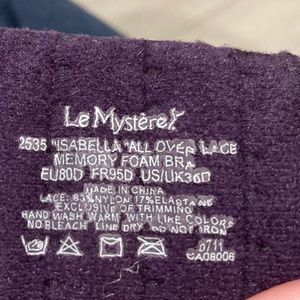 Le Mystère
2535 "ISABELLA" ALL OVER LACE
MEMORY FOAM BRA
EU80D FR95D US/UK36D
MADE IN CHINA
LACE: 83% NYLON 17% ELASTANE
EXCLUSIVE OF TRIMMING
HAND WASH WARM WITH LIKE COLORS
NO BLEACH LINE DRY DO NOT IRON
0711
CA08006